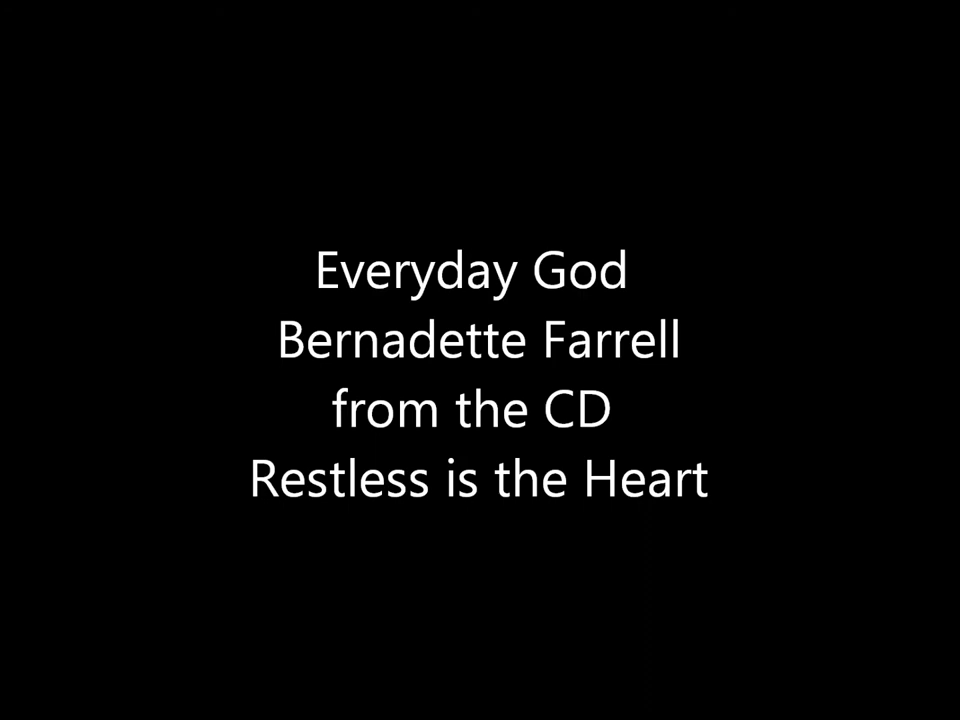 Everyday God
Bernadette Farrell
from the CD
Restless is the Heart